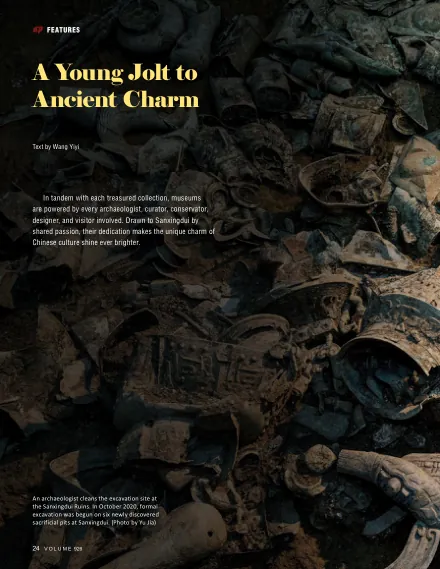 FEATURES
A Young Jolt to
Ancient Charm
Text by Wang Yiyi
In tandem with each treasured collection, museums
are powered by every archaeologist, curator, conservator,
designer, and visitor involved. Drawn to Sanxingdui by
shared passion, their dedication makes the unique charm of
Chinese culture shine ever brighter.
An archaeologist cleans the excavation site at
the Sanxingdui Ruins. In October 2020, formal
excavation was begun on six newly discovered
sacrificial pits at Sanxingdui. (Photo by Yu Jia)
24 VOLUME 928